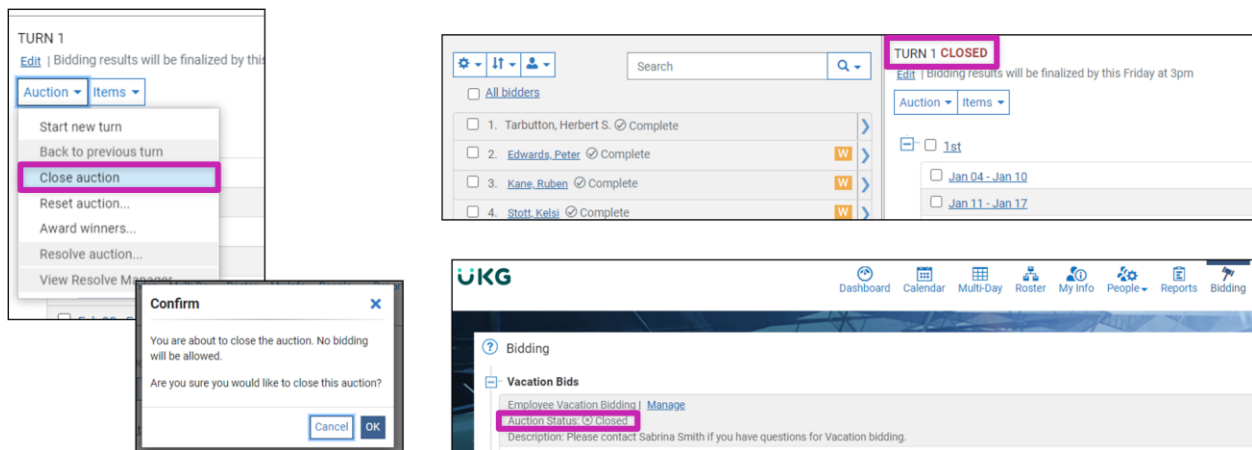 TURN 1
Edit | Bidding results will be finalized by this
Auction Items
Start new turn
Back to previous turn
Close auction
Reset auction...
Award winners...
Resolve auction...
View Resolve Manager
Confirm
You are about to close the auction. No bidding
will be allowed.
Are you sure you would like to close this auction?
Cancel OK
Search
All bidders
1. Tarbutton, Herbert S. Complete
2. Edwards, Peter Complete W
3. Kane, Ruben Complete W
4. Stott, Kelsi Complete W
TURN 1 CLOSED
Edit | Bidding results will be finalized by this Friday at 3pm
Auction Items
1st
Jan 04 - Jan 10
Jan 11 - Jan 17
UKG
Dashboard Calendar Multi-Day Roster My Info People Reports Bidding
? Bidding
Vacation Bids
Employee Vacation Bidding | Manage
Auction Status: Closed
Description: Please contact Sabrina Smith if you have questions for Vacation bidding.